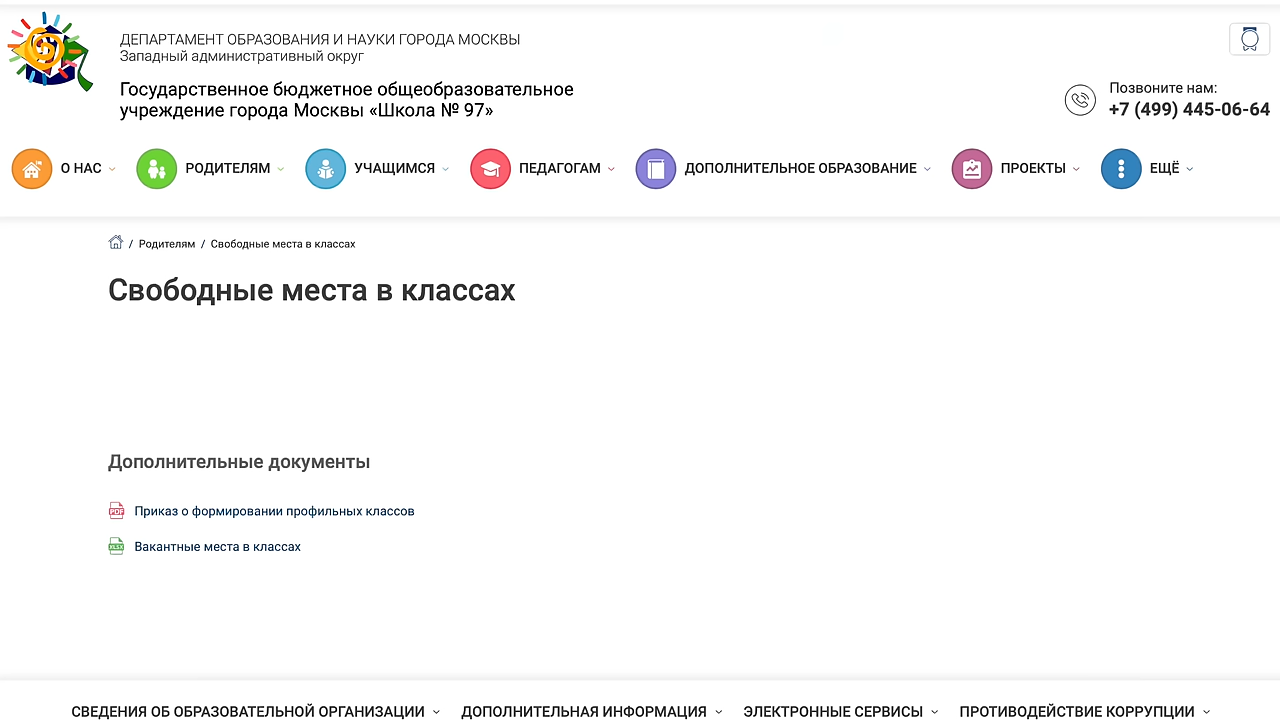 ДЕПАРТАМЕНТ ОБРАЗОВАНИЯ И НАУКИ ГОРОДА МОСКВЫ
Западный административный округ
Государственное бюджетное общеобразовательное
учреждение города Москвы «Школа № 97»
Позвоните нам:
+7 (499) 445-06-64
О НАС РОДИТЕЛЯМ УЧАЩИМСЯ ПЕДАГОГАМ ДОПОЛНИТЕЛЬНОЕ ОБРАЗОВАНИЕ ПРОЕКТЫ ЕЩЁ
/ Родителям / Свободные места в классах
Свободные места в классах
Дополнительные документы
PDF Приказ о формировании профильных классов
XLSX Вакантные места в классах
СВЕДЕНИЯ ОБ ОБРАЗОВАТЕЛЬНОЙ ОРГАНИЗАЦИИ ДОПОЛНИТЕЛЬНАЯ ИНФОРМАЦИЯ ЭЛЕКТРОННЫЕ СЕРВИСЫ ПРОТИВОДЕЙСТВИЕ КОРРУПЦИИ